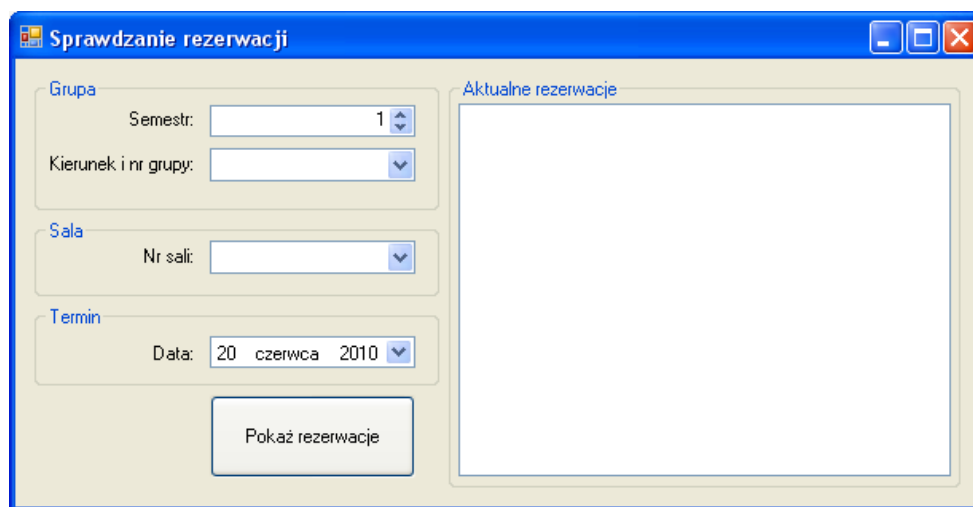 Sprawdzanie rezerwacji
Grupa
Semestr: 1
Kierunek i nr grupy:
Sala
Nr sali:
Termin
Data: 20 czerwca 2010
Pokaż rezerwacje
Aktualne rezerwacje